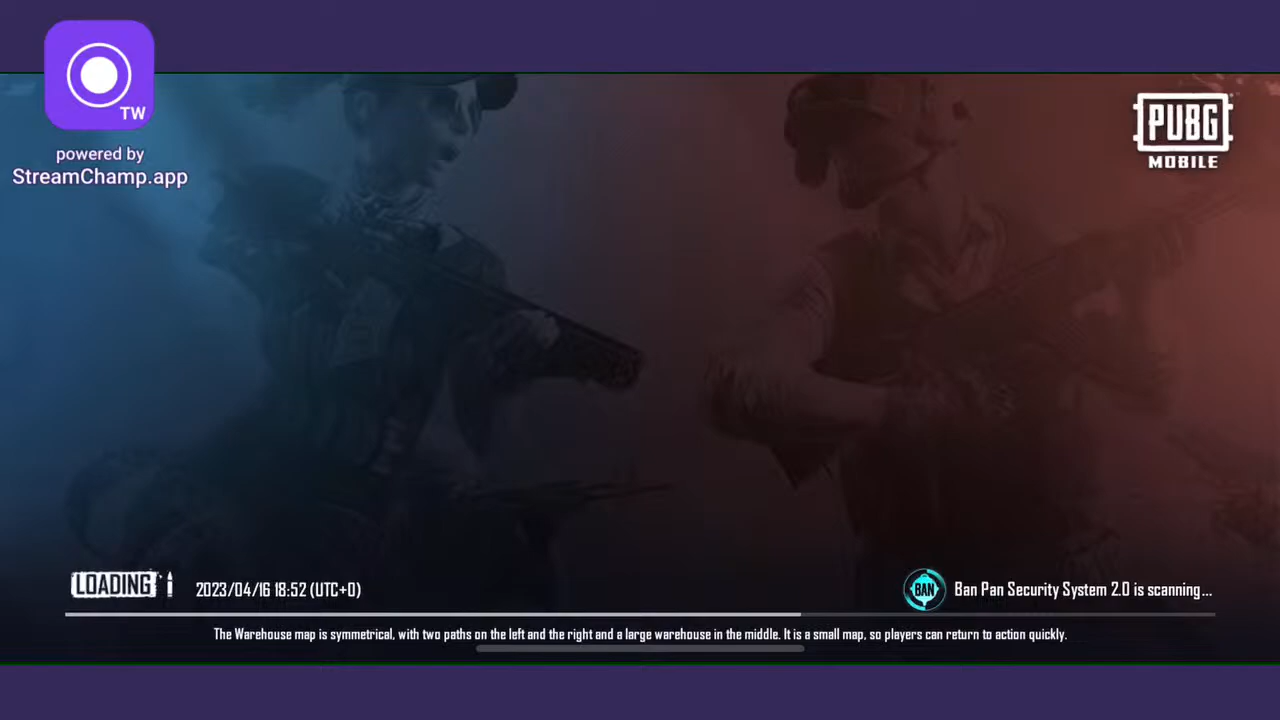 TW
powered by
StreamChamp.app
PUBG
MOBILE
LOADING
2023/04/16 18:52 (UTC+0)
BAN
Ban Pan Security System 2.0 is scanning...
The Warehouse map is symmetrical, with two paths on the left and the right and a large warehouse in the middle. It is a small map, so players can return to action quickly.